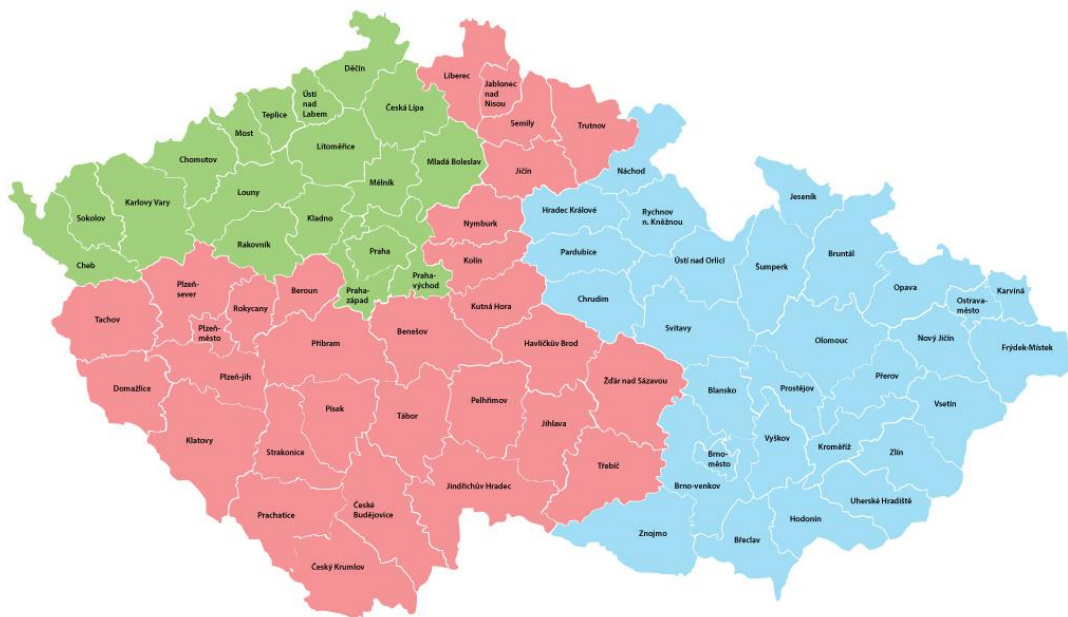 Děčín
Liberec
Jablonec
nad
Nisou
Ústí
nad
Labem
Česká Lípa
Teplice
Semily
Trutnov
Most
Litoměřice
Chomutov
Mladá Boleslav
Jičín
Náchod
Mělník
Louny
Karlovy Vary
Jeseník
Sokolov
Kladno
Nymburk
Hradec Králové
Rychnov
n. Kněžnou
Rakovník
Praha
Pardubice
Kolín
Ústí nad Orlicí
Šumperk
Bruntál
Cheb
Praha-
východ
Plzeň-
sever
Beroun
Praha-
západ
Opava
Karviná
Rokycany
Kutná Hora
Chrudim
Ostrava-
město
Tachov
Plzeň-
město
Benešov
Svitavy
Příbram
Havlíčkův Brod
Olomouc
Nový Jičín
Frýdek-Místek
Domažlice
Plzeň-jih
Žďár nad Sázavou
Přerov
Blansko
Prostějov
Pelhřimov
Vsetín
Písek
Tábor
Jihlava
Klatovy
Vyškov
Kroměříž
Strakonice
Brno-
město
Zlín
Třebíč
Jindřichův Hradec
Brno-venkov
Uherské Hradiště
České
Budějovice
Prachatice
Hodonín
Znojmo
Břeclav
Český Krumlov